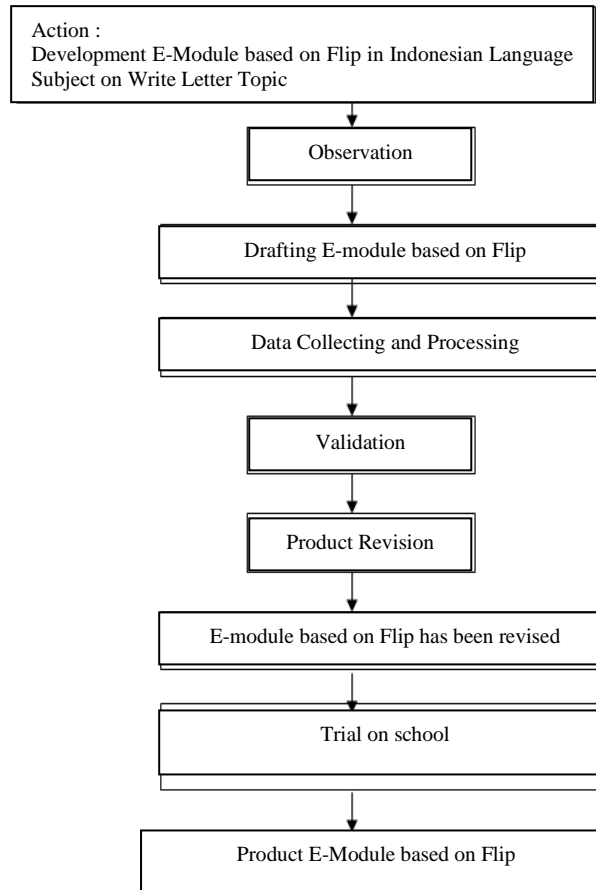 Action :
Development E-Module based on Flip in Indonesian Language
Subject on Write Letter Topic
Observation
Drafting E-module based on Flip
Data Collecting and Processing
Validation
Product Revision
E-module based on Flip has been revised
Trial on school
Product E-Module based on Flip